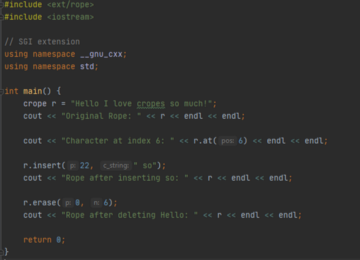 #include <ext/rope>
#include <iostream>
// SGI extension
using namespace __gnu_cxx;
using namespace std;
int main() {
crope r = "Hello I love cropes so much!";
cout << "Original Rope: " << r << endl << endl;
cout << "Character at index 6: " << r.at( pos: 6) << endl << endl;
r.insert( p: 22, c_string: " so");
cout << "Rope after inserting so: " << r << endl << endl;
r.erase( p: 0, n: 6);
cout << "Rope after deleting Hello: " << r << endl << endl;
return 0;
}